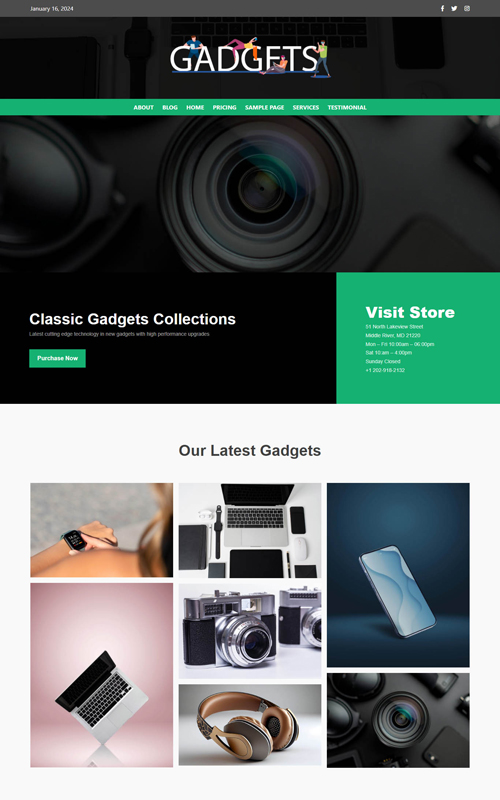 January 16, 2024
GADGETS
ABOUT BLOG HOME PRICING SAMPLE PAGE SERVICES TESTIMONIAL
Classic Gadgets Collections
Latest cutting edge technology in new gadgets with high performance upgrades
Purchase Now
Visit Store
51 North Lakeview Street
Middle River, MD 21220
Mon – Fri 10:00am – 06:00pm
Sat 10:am – 4:00pm
Sunday Closed
+1 202-918-2132
Our Latest Gadgets